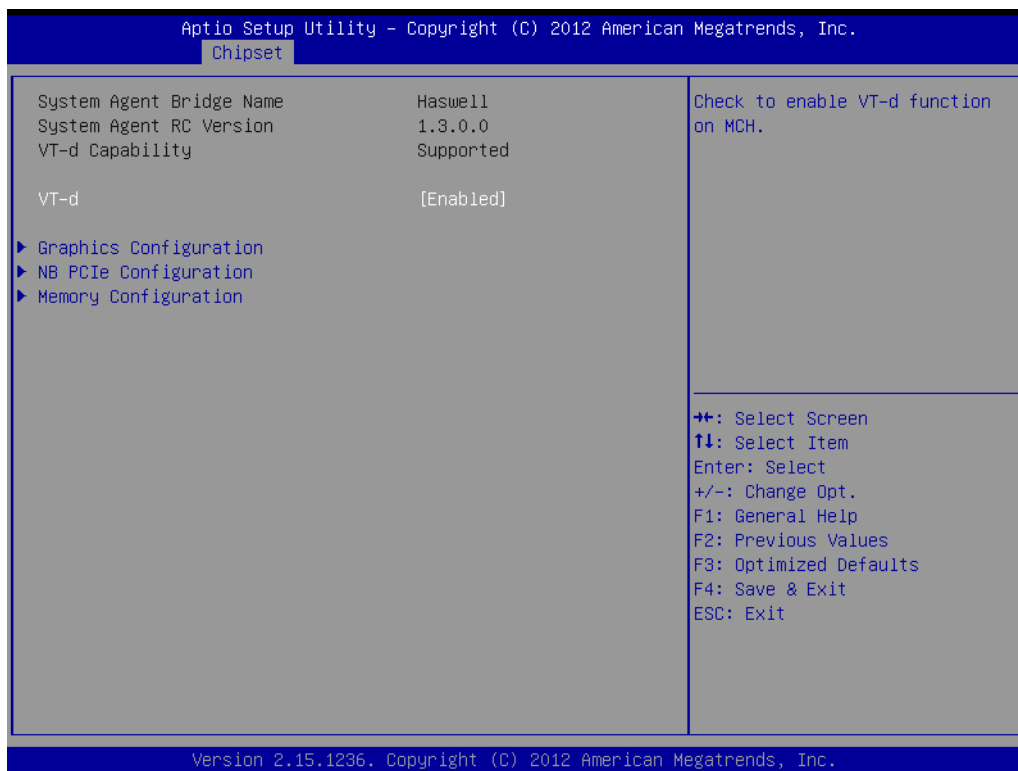 Aptio Setup Utility – Copyright (C) 2012 American Megatrends, Inc.
Chipset
System Agent Bridge Name Haswell
System Agent RC Version 1.3.0.0
VT-d Capability Supported
VT-d [Enabled]
Graphics Configuration
NB PCIe Configuration
Memory Configuration
Check to enable VT-d function
on MCH.
→←: Select Screen
↑↓: Select Item
Enter: Select
+/-: Change Opt.
F1: General Help
F2: Previous Values
F3: Optimized Defaults
F4: Save & Exit
ESC: Exit
Version 2.15.1236. Copyright (C) 2012 American Megatrends, Inc.